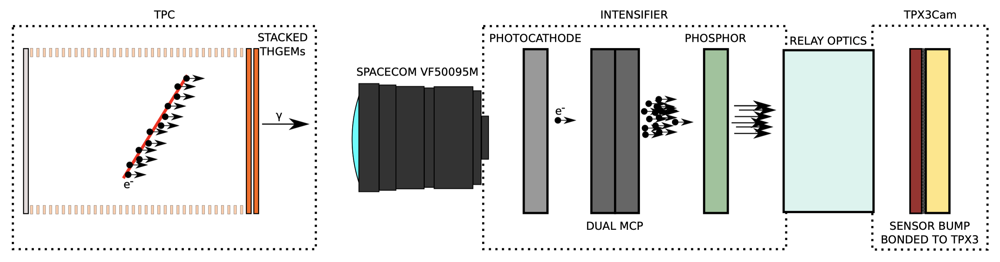 TPC
STACKED
THGEMs
e-
γ
SPACECOM VF50095M
INTENSIFIER
PHOTOCATHODE
e-
DUAL MCP
PHOSPHOR
RELAY OPTICS
TPX3Cam
SENSOR BUMP
BONDED TO TPX3